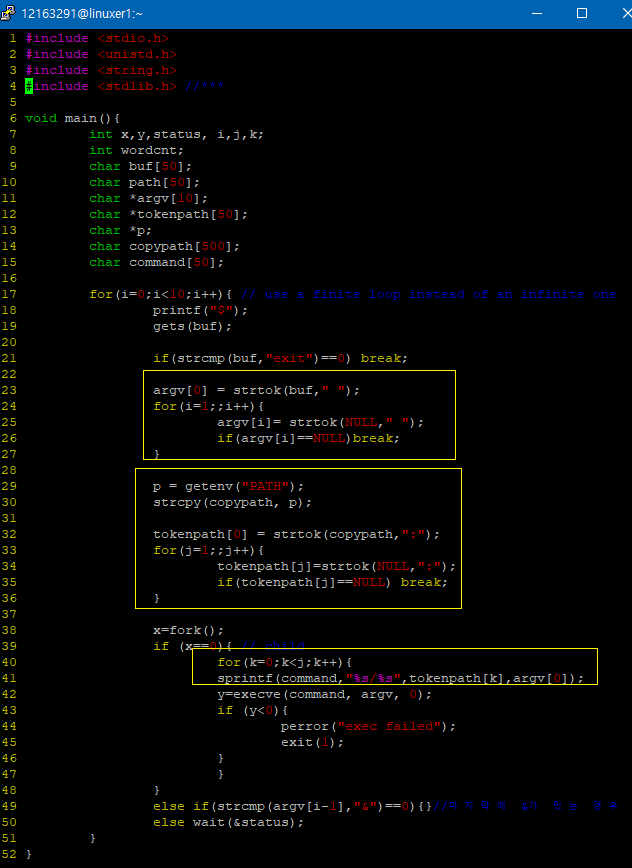 12163291@linuxer1:~
1 #include <stdio.h>
2 #include <unistd.h>
3 #include <string.h>
4 #include <stdlib.h> //'''
5
6 void main(){
7 int x,y,status, i,j,k;
8 int wordcnt;
9 char buf[50];
10 char path[50];
11 char *argv[10];
12 char *tokenpath[50];
13 char *p;
14 char copypath[500];
15 char command[50];
16
17 for(i=0;i<10;i++){ // use a finite loop instead of an infinite one
18 printf("$");
19 gets(buf);
20
21 if(strcmp(buf,"exit")==0) break;
22
23 argv[0] = strtok(buf," ");
24 for(i=1;;i++){
25 argv[i]= strtok(NULL," ");
26 if(argv[i]==NULL)break;
27 }
28
29 p = getenv("PATH");
30 strcpy(copypath, p);
31
32 tokenpath[0] = strtok(copypath,":");
33 for(j=1;;j++){
34 tokenpath[j]=strtok(NULL,":");
35 if(tokenpath[j]==NULL) break;
36 }
37
38 x=fork();
39 if (x==0){ // child
40 for(k=0;k<j;k++){
41 sprintf(command,"%s/%s",tokenpath[k],argv[0]);
42 y=execve(command, argv, 0);
43 if (y<0){
44 perror("exec failed");
45 exit(1);
46 }
47 }
48 }
49 else if(strcmp(argv[i-1],"&")==0){}//
50 else wait(&status);
51 }
52 }